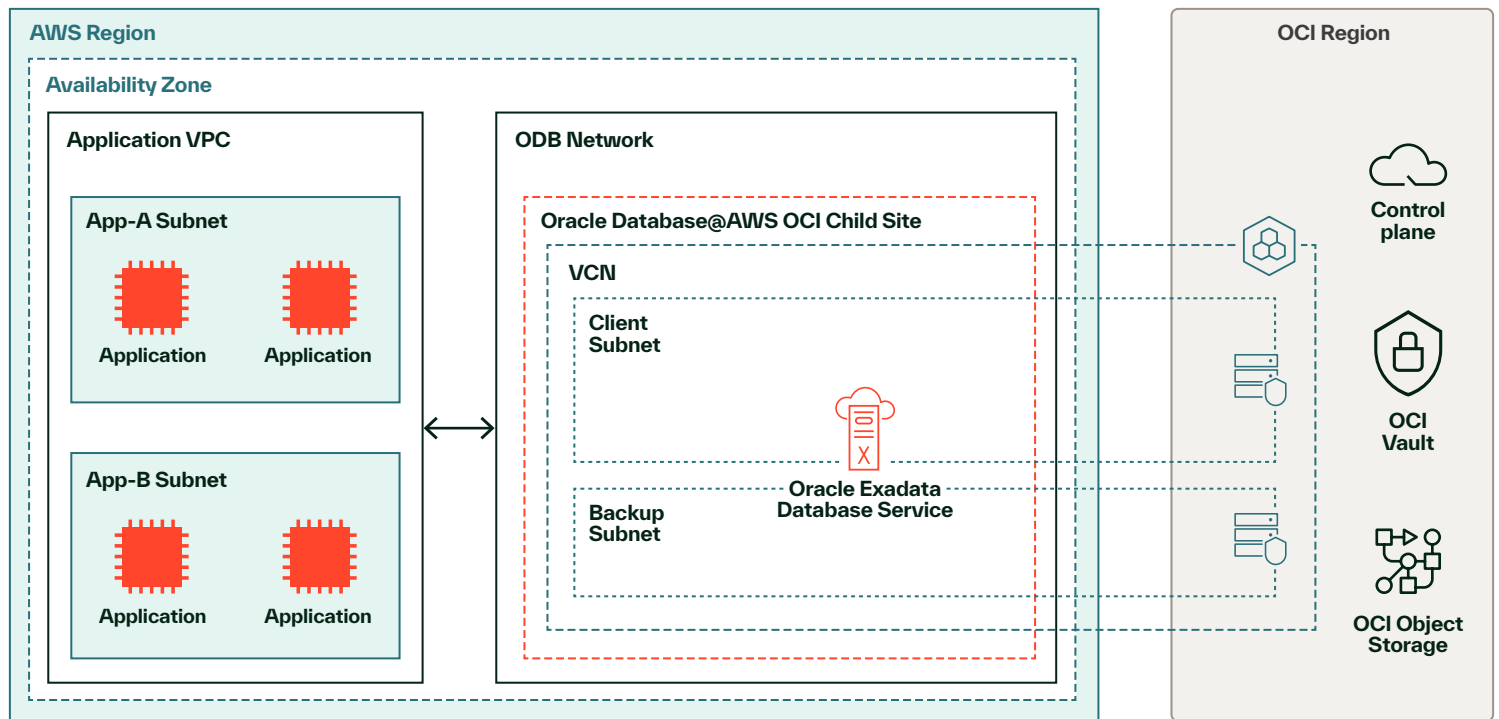 AWS Region
Availability Zone
Application VPC
App-A Subnet
Application
Application
App-B Subnet
Application
Application
ODB Network
Oracle Database@AWS OCI Child Site
VCN
Client
Subnet
Oracle Exadata
Database Service
Backup
Subnet
OCI Region
Control
plane
OCI
Vault
OCI Object
Storage